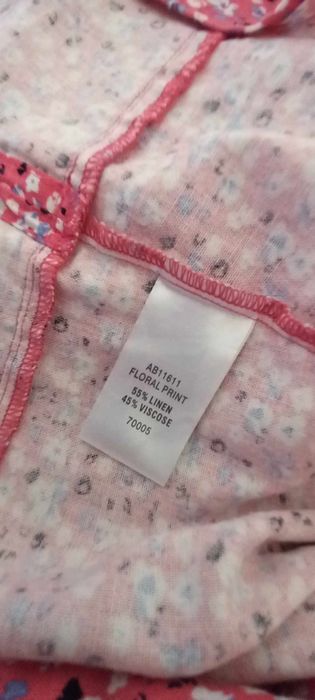 AB11611
FLORAL PRINT
55% LINEN
45% VISCOSE
70005